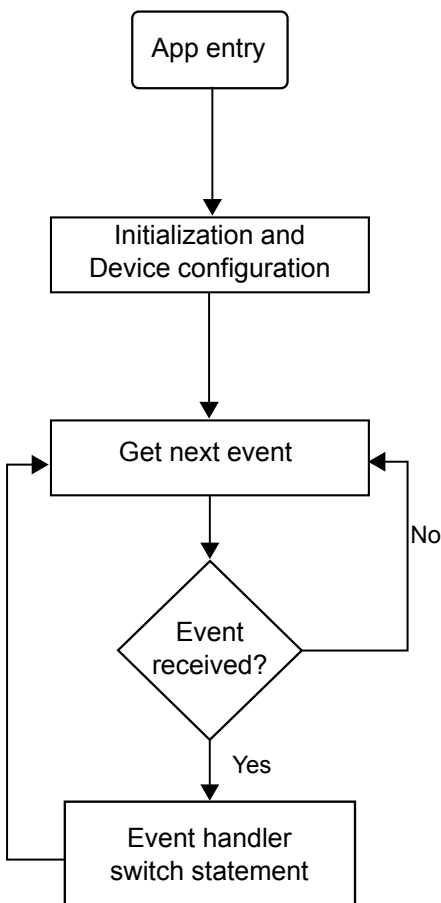 App entry
Initialization and
Device configuration
Get next event
No
Event
received?
Yes
Event handler
switch statement